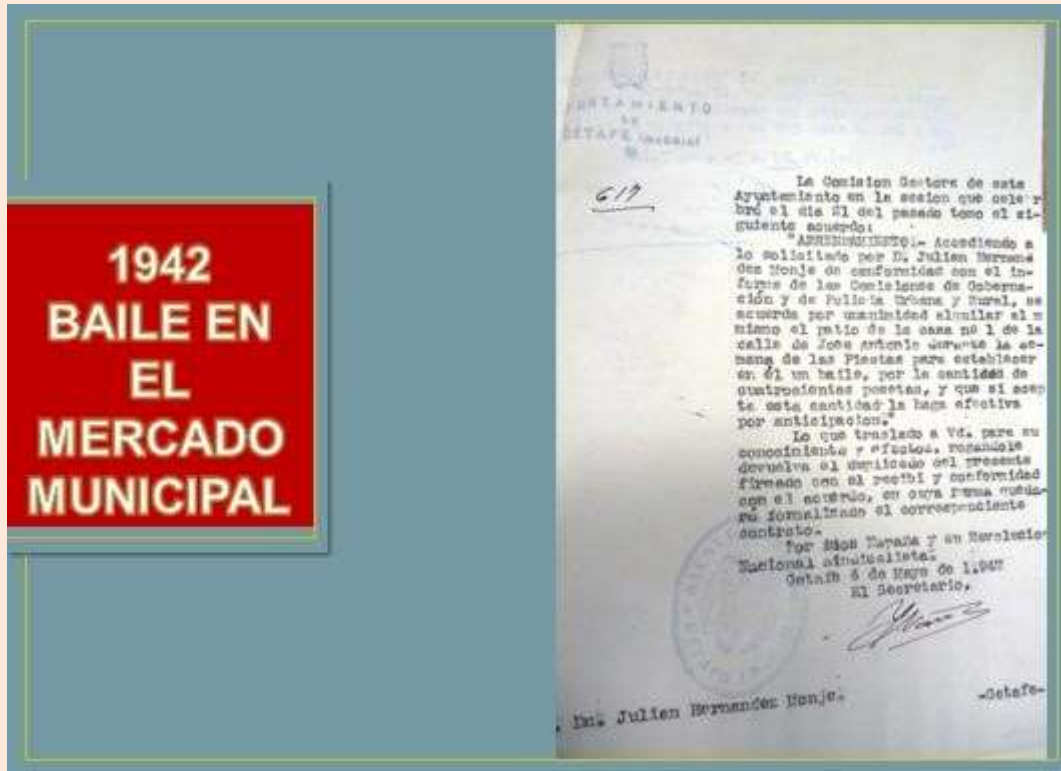 1942
BAILE EN
EL
MERCADO
MUNICIPAL
AYUNTAMIENTO
DE
GETAFE (MADRID)
617
La Comision Gestora de este
Ayuntamiento en la sesion que cele
bró el dia 21 del pasado tomo el si-
guiente acuerdo:
"ARRENDAMIENTO:- Accediendo a
lo solicitado por D. Julian Hernan
dez Monje de conformidad con el in-
forme de las Comisiones de Goberna-
ción y de Policia Urbana y Rural, se
acuerda por unanimidad alquilar al m
mismo el patio de la casa nº 1 de la
calle de Jose Antonio durante la se-
mana de las Fiestas para establecer
en él un baile, por la cantidad de
cuatrocientas pesetas, y que si acep
ta esta cantidad la haga efectiva
por anticipacion."
Lo que traslado a Vd. para su
conocimiento y efectos, rogandole
devuelva el duplicado del presente
firmado con el recibi y conformidad
con el acuerdo, en cuya forma queda-
rá formalizado el correspondiente
contrato.
Por Dios España y su Revolucion
Nacional sindicalista.
Getafe 6 de Mayo de 1.942
El Secretario,
Dn. Julian Hernandez Monje.
-Getafe-